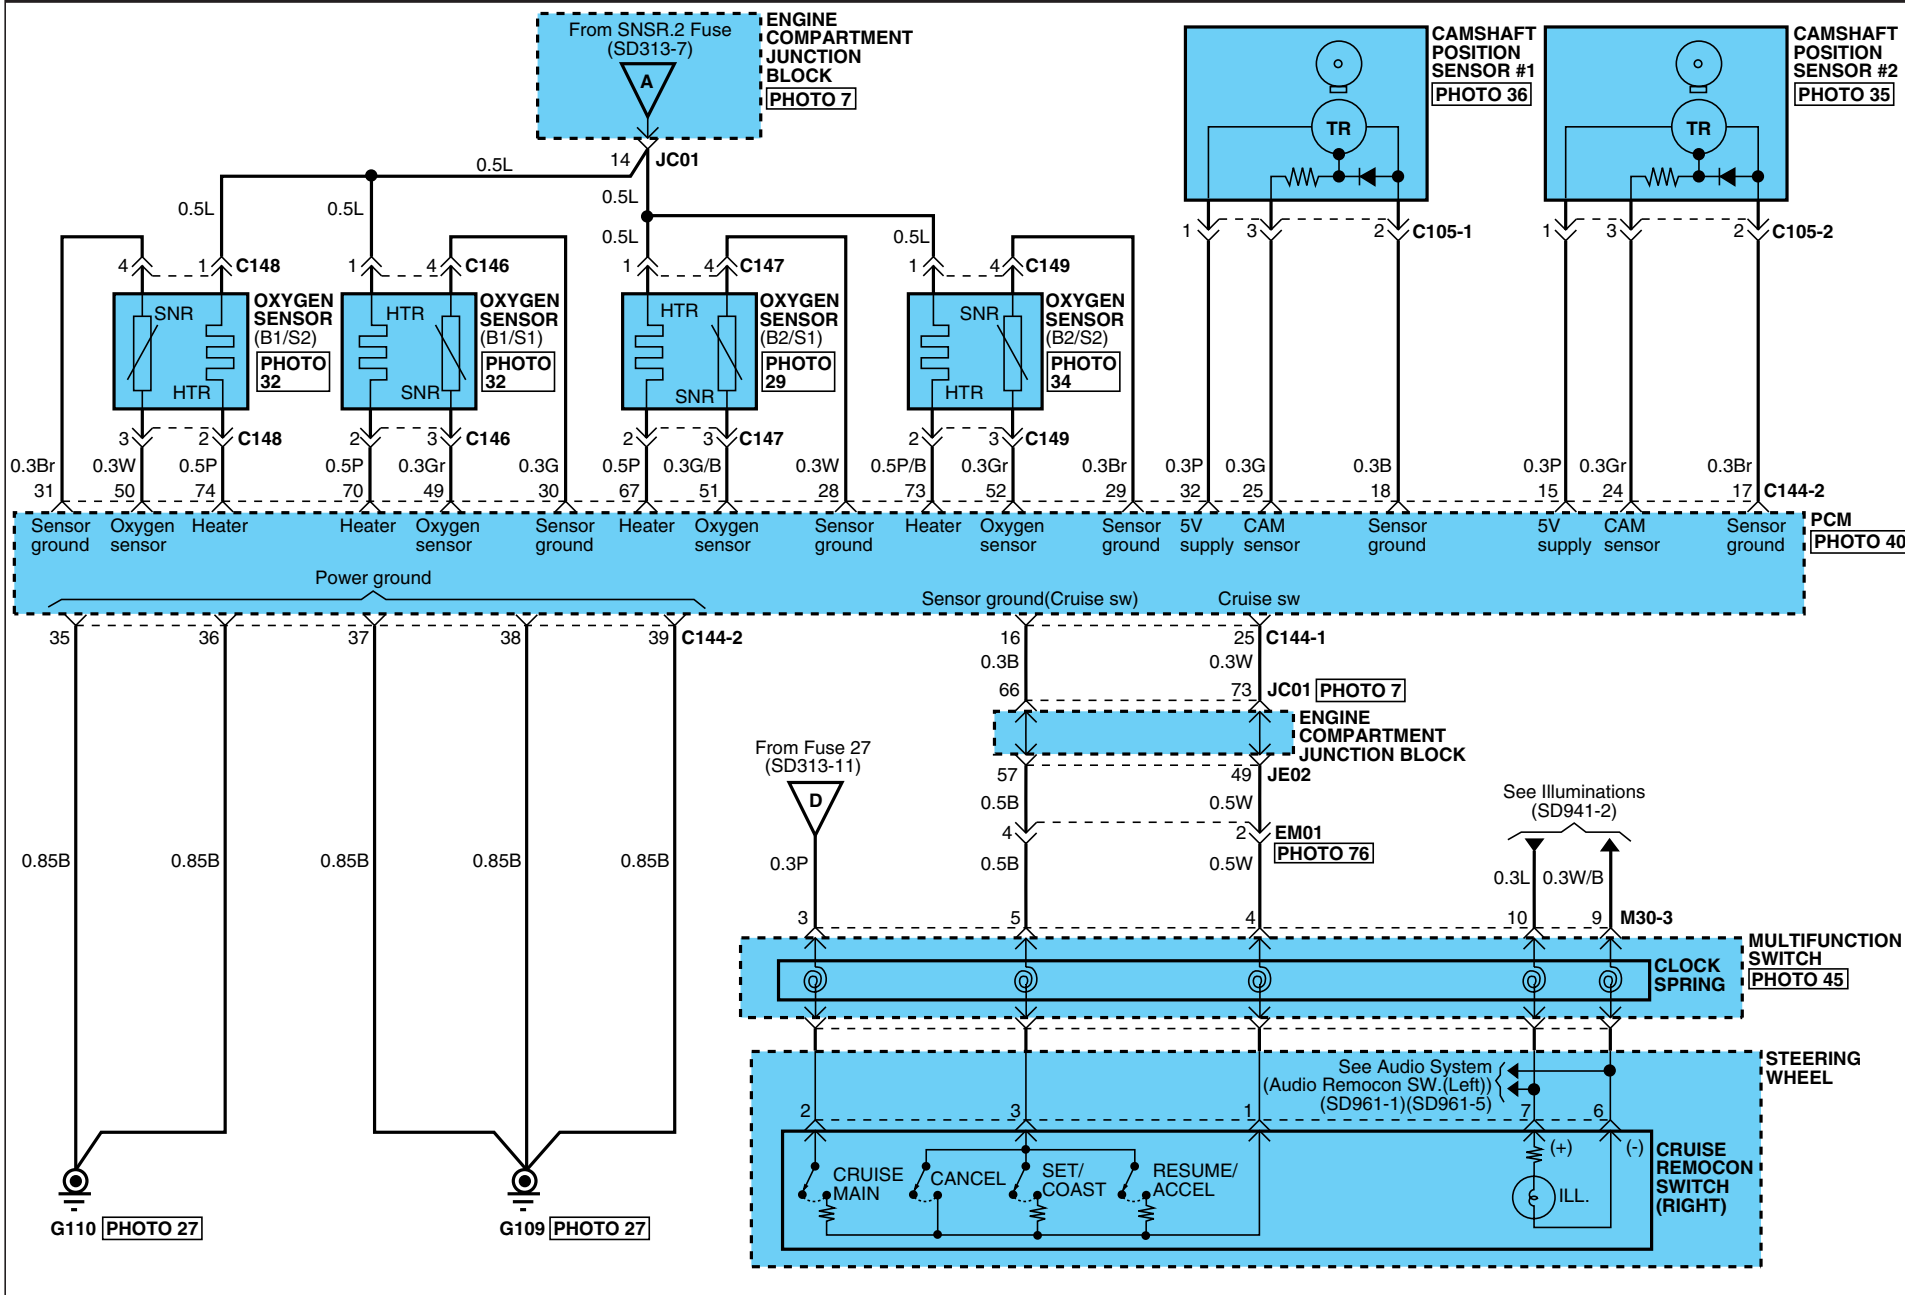 From SNSR.2 Fuse
(SD313-7)
A
ENGINE
COMPARTMENT
JUNCTION
BLOCK
PHOTO 7
CAMSHAFT
POSITION
SENSOR #1
PHOTO 36
CAMSHAFT
POSITION
SENSOR #2
PHOTO 35
TR
TR
14 JC01
0.5L
0.5L
0.5L
0.5L
0.5L
0.5L
1 3 2 C105-1
1 3 2 C105-2
4 1 C148
1 4 C146
1 4 C147
1 4 C149
SNR
HTR
OXYGEN
SENSOR
(B1/S2)
PHOTO
32
HTR
SNR
OXYGEN
SENSOR
(B1/S1)
PHOTO
32
HTR
SNR
OXYGEN
SENSOR
(B2/S1)
PHOTO
29
SNR
HTR
OXYGEN
SENSOR
(B2/S2)
PHOTO
34
3 2 C148
2 3 C146
2 3 C147
2 3 C149
0.3Br 0.3W 0.5P 0.5P 0.3Gr 0.3G 0.5P 0.3G/B 0.3W 0.5P/B 0.3Gr 0.3Br 0.3P 0.3G 0.3B 0.3P 0.3Gr 0.3Br
31 50 74 70 49 30 67 51 28 73 52 29 32 25 18 15 24 17 C144-2
Sensor
ground
Oxygen
sensor
Heater
Heater
Oxygen
sensor
Sensor
ground
Heater
Oxygen
sensor
Sensor
ground
Heater
Oxygen
sensor
Sensor
ground
5V
supply
CAM
sensor
Sensor
ground
5V
supply
CAM
sensor
Sensor
ground
PCM
PHOTO 40
Power ground
Sensor ground(Cruise sw)
Cruise sw
35 36 37 38 39 C144-2
16 25 C144-1
0.3B 0.3W
66 73 JC01 PHOTO 7
ENGINE
COMPARTMENT
JUNCTION BLOCK
From Fuse 27
(SD313-11)
D
57 49 JE02
0.5B 0.5W
4 2 EM01
PHOTO 76
See Illuminations
(SD941-2)
0.85B 0.85B 0.85B 0.85B 0.85B
0.3P 0.5B 0.5W
0.3L 0.3W/B
3 5 4 10 9 M30-3
MULTIFUNCTION
SWITCH
PHOTO 45
CLOCK
SPRING
STEERING
WHEEL
See Audio System
(Audio Remocon SW.(Left))
(SD961-1)(SD961-5)
2 3 1 7 6
CRUISE
MAIN
CANCEL
SET/
COAST
RESUME/
ACCEL
(+)
(-)
ILL.
CRUISE
REMOCON
SWITCH
(RIGHT)
G110 PHOTO 27
G109 PHOTO 27